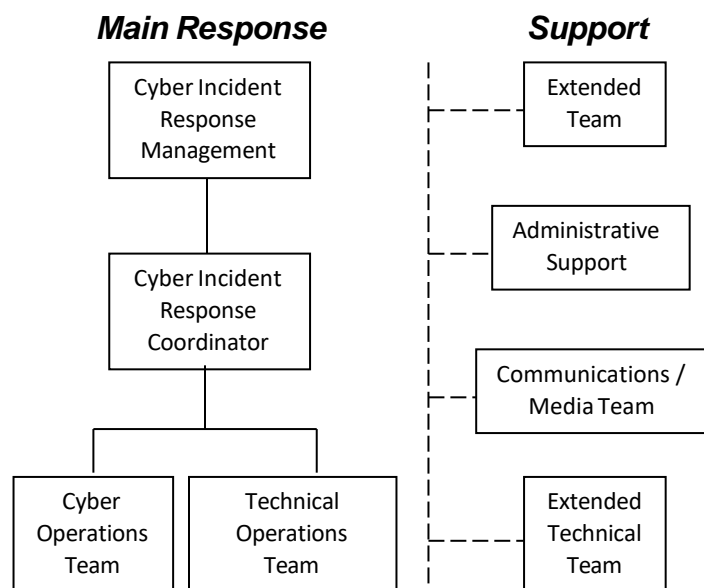 Main Response
Support
Cyber Incident
Response
Management
Extended
Team
Cyber Incident
Response
Coordinator
Administrative
Support
Communications /
Media Team
Cyber
Operations
Team
Technical
Operations
Team
Extended
Technical
Team